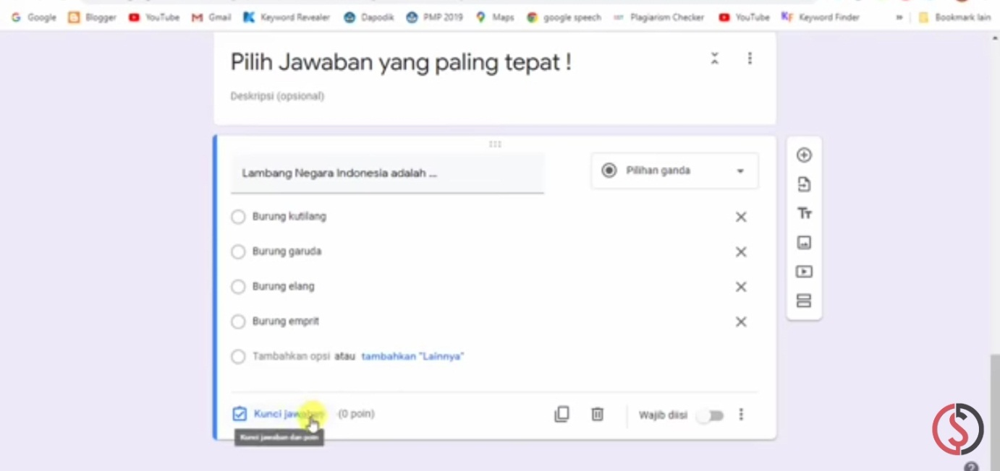 Google Blogger YouTube Gmail Keyword Revealer Dapodik PMP 2019 Maps google speech Plagiarism Checker YouTube Keyword Finder » Bookmark lain
Pilih Jawaban yang paling tepat !
Deskripsi (opsional)
Lambang Negara Indonesia adalah ...
Pilihan ganda
Burung kutilang
Burung garuda
Burung elang
Burung emprit
Tambahkan opsi atau tambahkan "Lainnya"
Kunci jawaban (0 poin)
Wajib diisi
Kunci jawaban dan poin